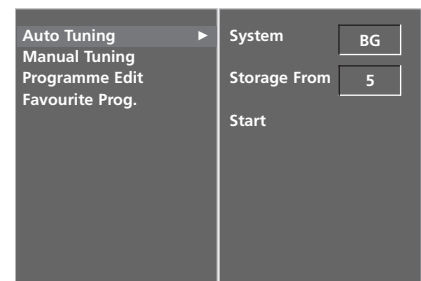 Auto Tuning ►
Manual Tuning
Programme Edit
Favourite Prog.
System BG
Storage From 5
Start